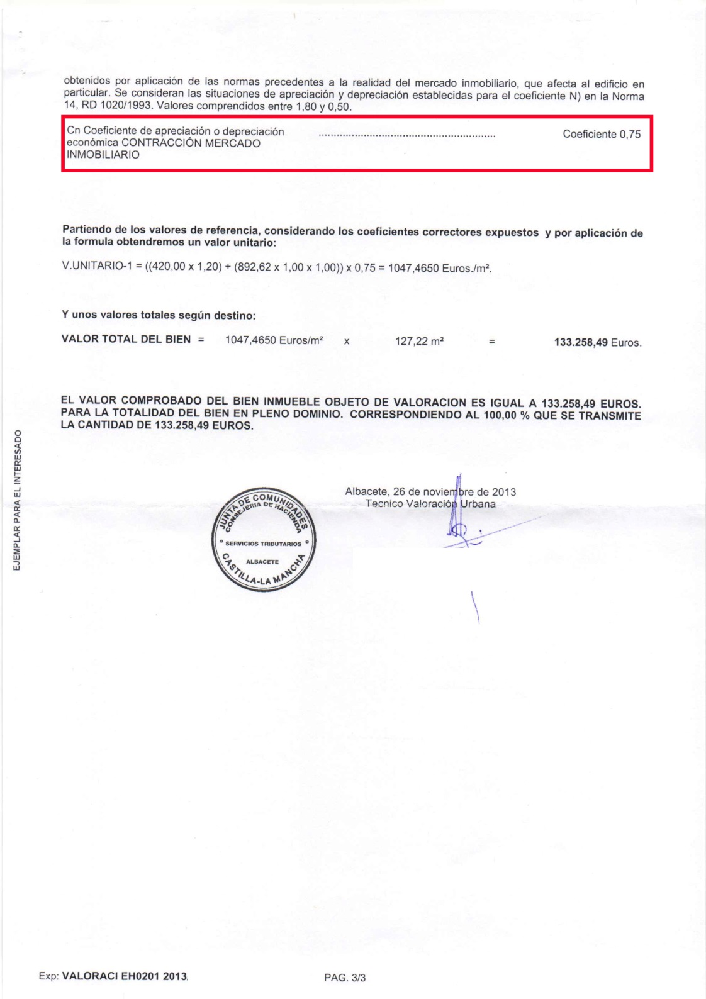 obtenidos por aplicación de las normas precedentes a la realidad del mercado inmobiliario, que afecta al edificio en
particular. Se consideran las situaciones de apreciación y depreciación establecidas para el coeficiente N) en la Norma
14, RD 1020/1993. Valores comprendidos entre 1,80 y 0,50.
Cn Coeficiente de apreciación o depreciación ........................................................... Coeficiente 0,75
económica CONTRACCIÓN MERCADO
INMOBILIARIO
Partiendo de los valores de referencia, considerando los coeficientes correctores expuestos y por aplicación de
la formula obtendremos un valor unitario:
V.UNITARIO-1 = ((420,00 x 1,20) + (892,62 x 1,00 x 1,00)) x 0,75 = 1047,4650 Euros./m².
Y unos valores totales según destino:
VALOR TOTAL DEL BIEN = 1047,4650 Euros/m² x 127,22 m² = 133.258,49 Euros.
EL VALOR COMPROBADO DEL BIEN INMUEBLE OBJETO DE VALORACION ES IGUAL A 133.258,49 EUROS.
PARA LA TOTALIDAD DEL BIEN EN PLENO DOMINIO. CORRESPONDIENDO AL 100,00 % QUE SE TRANSMITE
LA CANTIDAD DE 133.258,49 EUROS.
EJEMPLAR PARA EL INTERESADO
Albacete, 26 de noviembre de 2013
Tecnico Valoración Urbana
JUNTA DE COMUNIDADES
CONSEJERIA DE HACIENDA
SERVICIOS TRIBUTARIOS
ALBACETE
CASTILLA-LA MANCHA
Exp: VALORACI EH0201 2013
PAG. 3/3